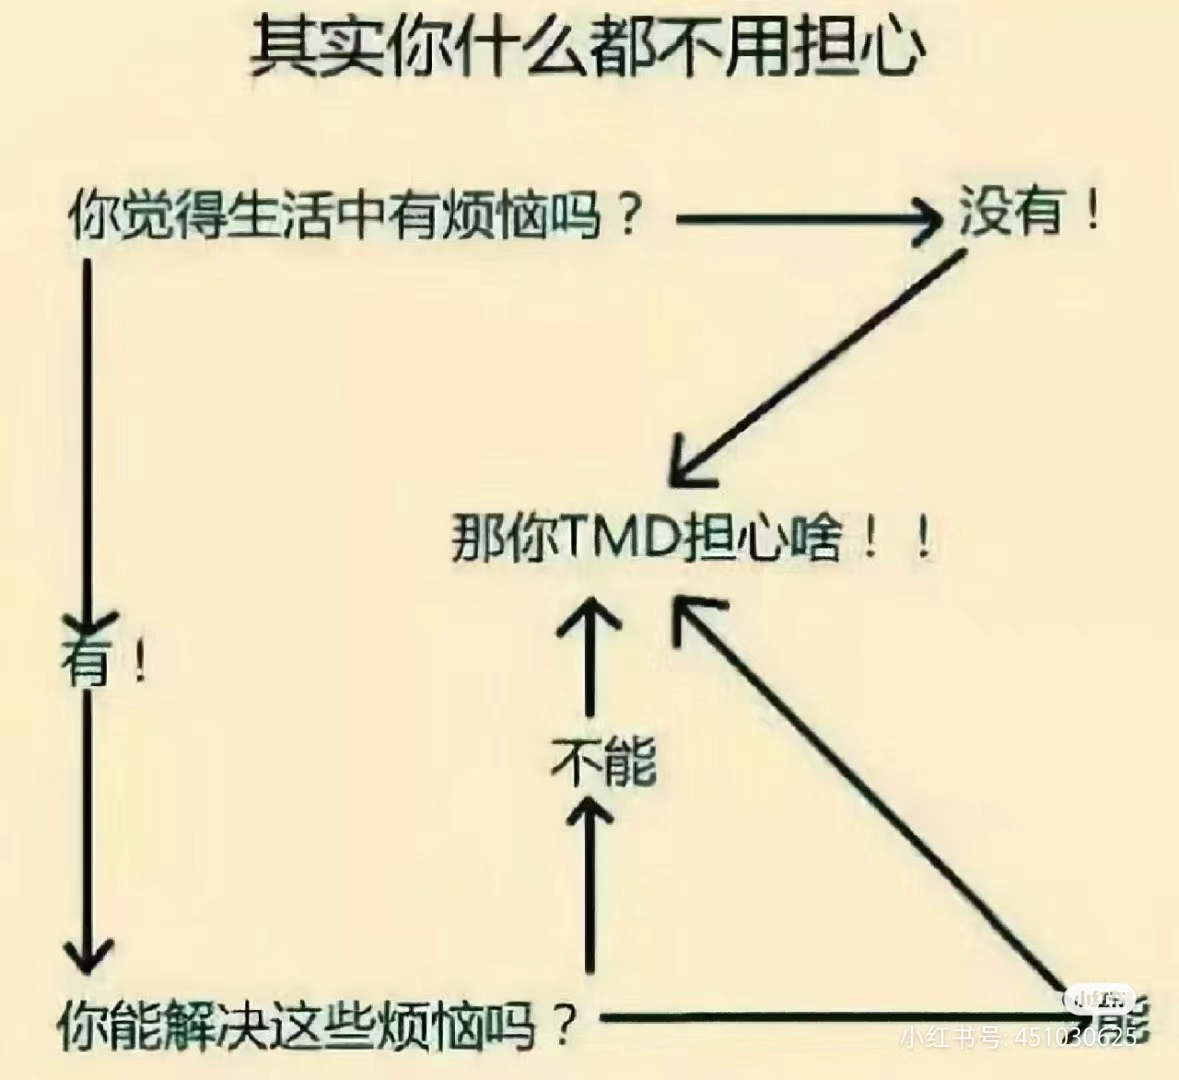 其实你什么都不用担心
你觉得生活中有烦恼吗？
没有！
那你TMD担心啥！！
有！
不能
你能解决这些烦恼吗？
能
小红书
小红书号 451030625